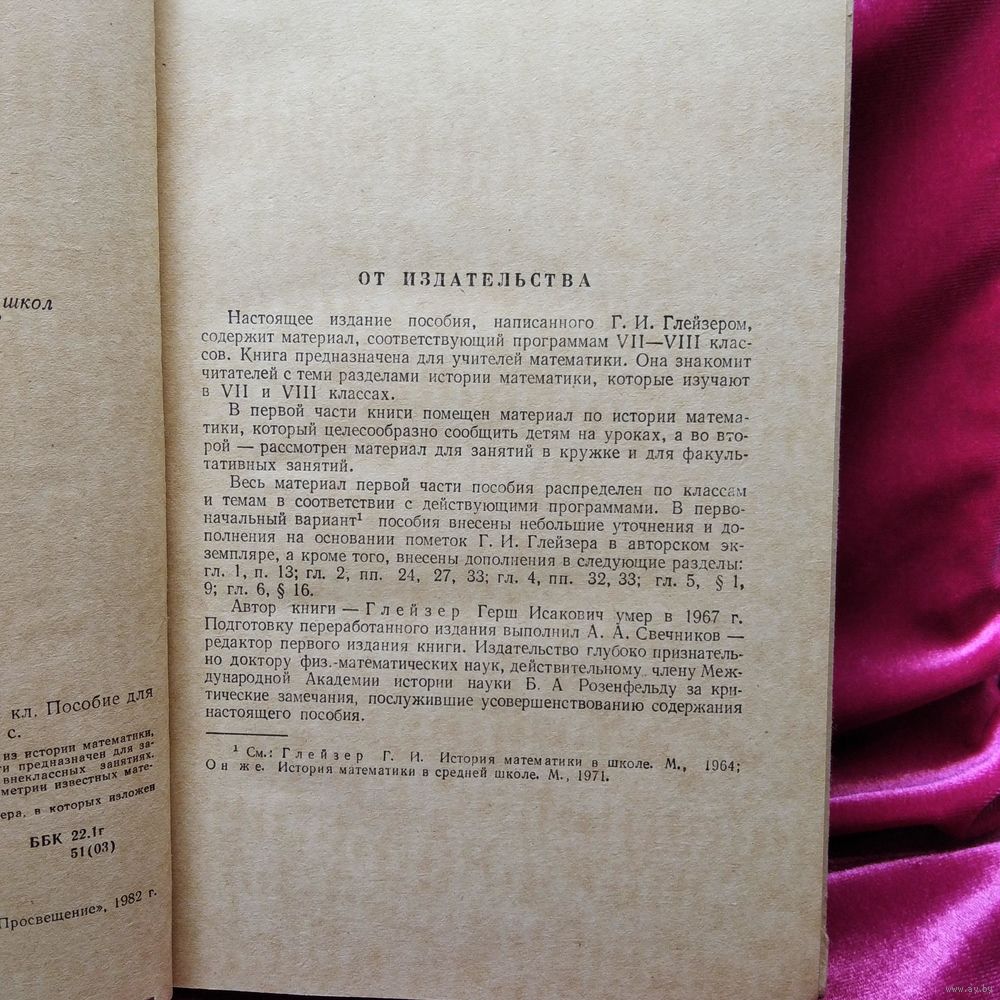 школ
кл. Пособие для
с.
из истории математики,
ти предназначен для за-
внеклассных занятиях.
метрии известных мате-
ера, в которых изложен
ББК 22.1г
51(03)
Просвещение», 1982 г.
ОТ ИЗДАТЕЛЬСТВА
Настоящее издание пособия, написанного Г. И. Глейзером,
содержит материал, соответствующий программам VII—VIII клас-
сов. Книга предназначена для учителей математики. Она знакомит
читателей с теми разделами истории математики, которые изучают
в VII и VIII классах.
В первой части книги помещен материал по истории матема-
тики, который целесообразно сообщить детям на уроках, а во вто-
рой — рассмотрен материал для занятий в кружке и для факуль-
тативных занятий.
Весь материал первой части пособия распределен по классам
и темам в соответствии с действующими программами. В перво-
начальный вариант¹ пособия внесены небольшие уточнения и до-
полнения на основании пометок Г. И. Глейзера в авторском эк-
земпляре, а кроме того, внесены дополнения в следующие разделы:
гл. 1, п. 13; гл. 2, пп. 24, 27, 33; гл. 4, пп. 32, 33; гл. 5, § 1,
9; гл. 6, § 16.
Автор книги — Глейзер Герш Исакович умер в 1967 г.
Подготовку переработанного издания выполнил А. А. Свечников —
редактор первого издания книги. Издательство глубоко признатель-
но доктору физ.-математических наук, действительному члену Меж-
дународной Академии истории науки Б. А Розенфельду за кри-
тические замечания, послужившие усовершенствованию содержания
настоящего пособия.
¹ См.: Глейзер Г. И. История математики в школе. М., 1964;
Он же. История математики в средней школе. М., 1971.
www.ay.by